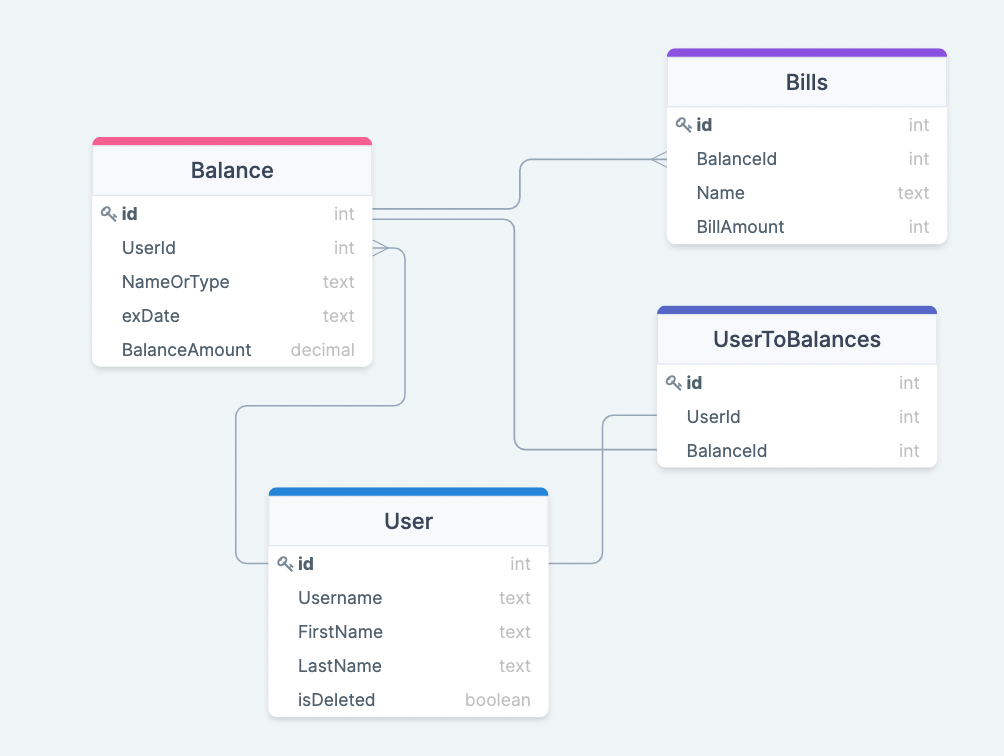 Bills
id int
BalanceId int
Name text
BillAmount int
Balance
id int
UserId int
NameOrType text
exDate text
BalanceAmount decimal
UserToBalances
id int
UserId int
BalanceId int
User
id int
Username text
FirstName text
LastName text
isDeleted boolean